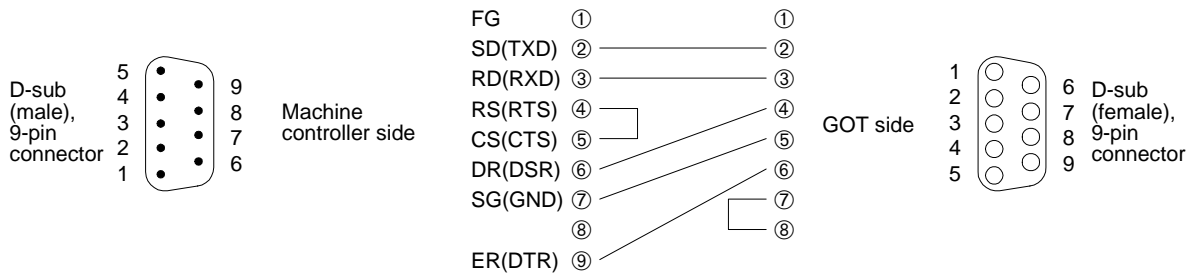 D-sub
(male),
9-pin
connector
5
4
3
2
1
9
8
7
6
Machine
controller side
FG ① ①
SD(TXD) ② ②
RD(RXD) ③ ③
RS(RTS) ④ ④
CS(CTS) ⑤ ⑤
DR(DSR) ⑥ ⑥
SG(GND) ⑦ ⑦
⑧ ⑧
ER(DTR) ⑨
GOT side
1
2
3
4
5
6
7
8
9
D-sub
(female),
9-pin
connector